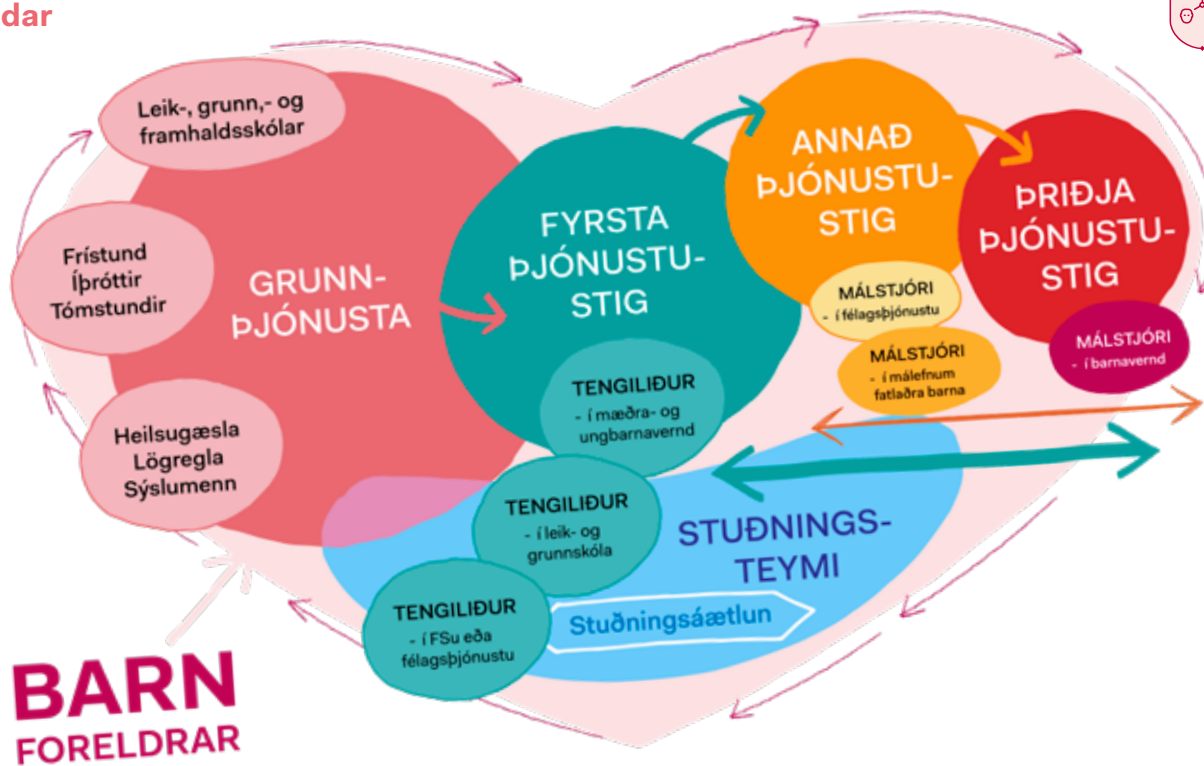 dar
Leik-, grunn,- og
framhaldsskólar
Frístund
Íþróttir
Tómstundir
Heilsugæsla
Lögregla
Sýslumenn
GRUNN-
ÞJÓNUSTA
FYRSTA
ÞJÓNUSTU-
STIG
ANNAÐ
ÞJÓNUSTU-
STIG
ÞRIÐJA
ÞJÓNUSTU-
STIG
MÁLSTJÓRI
- í félagsþjónustu
MÁLSTJÓRI
- í málefnum
fatlaðra barna
MÁLSTJÓRI
- í barnavernd
TENGILIÐUR
- í mæðra- og
ungbarnavernd
TENGILIÐUR
- í leik- og
grunnskóla
TENGILIÐUR
- í FSu eða
félagsþjónustu
STUÐNINGS-
TEYMI
Stuðningsáætlun
BARN
FORELDRAR